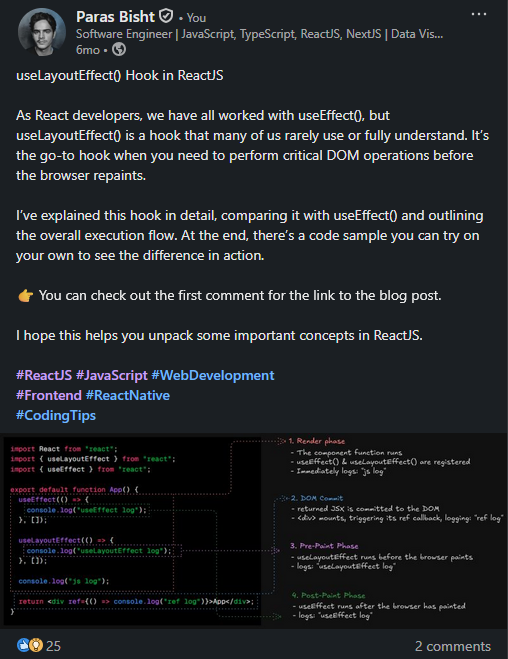 Paras Bisht • You
Software Engineer | JavaScript, TypeScript, ReactJS, NextJS | Data Vis...
6mo •
useLayoutEffect() Hook in ReactJS
As React developers, we have all worked with useEffect(), but
useLayoutEffect() is a hook that many of us rarely use or fully understand. It's
the go-to hook when you need to perform critical DOM operations before
the browser repaints.
I've explained this hook in detail, comparing it with useEffect() and outlining
the overall execution flow. At the end, there's a code sample you can try on
your own to see the difference in action.
👉 You can check out the first comment for the link to the blog post.
I hope this helps you unpack some important concepts in ReactJS.
#ReactJS #JavaScript #WebDevelopment
#Frontend #ReactNative
#CodingTips
import React from "react";
import { useLayoutEffect } from "react";
import { useEffect } from "react";
export default function App() {
useEffect(() => {
console.log("useEffect log");
}, []);
useLayoutEffect(() => {
console.log("useLayoutEffect log");
}, []);
console.log("js log");
return <div ref={() => console.log("ref log")}>App</div>;
}
1. Render phase
- The component function runs
- useEffect() & useLayoutEffect() are registered
- Immediately logs: "js log"
2. DOM Commit
- returned JSX is committed to the DOM
- <div> mounts, triggering its ref callback, logging: "ref log"
3. Pre-Paint Phase
- useLayoutEffect runs before the browser paints
- logs: "useLayoutEffect log"
4. Post-Paint Phase
- useEffect runs after the browser has painted
- logs: "useEffect log"
25
2 comments